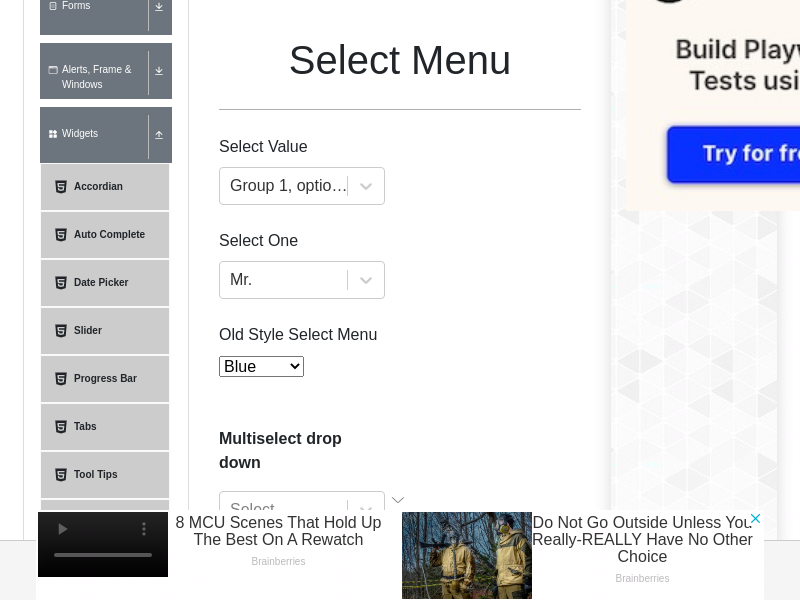 Forms
Alerts, Frame &
Windows
Widgets
Accordian
Auto Complete
Date Picker
Slider
Progress Bar
Tabs
Tool Tips
Select Menu
Select Value
Group 1, optio...
Select One
Mr.
Old Style Select Menu
Blue
Multiselect drop
down
Select...
Tests usi
Try for fr
8 MCU Scenes That Hold Up
The Best On A Rewatch
Brainberries
Do Not Go Outside Unless You
Really-REALLY Have No Other
Choice
Brainberries